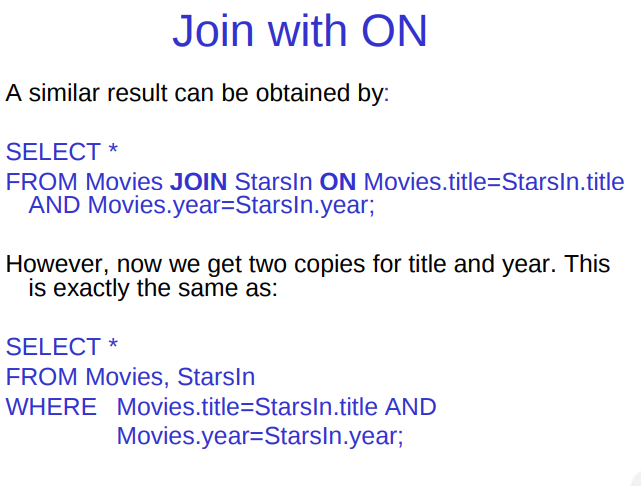 Join with ON
A similar result can be obtained by:
SELECT *
FROM Movies JOIN StarsIn ON Movies.title=StarsIn.title
AND Movies.year=StarsIn.year;
However, now we get two copies for title and year. This
is exactly the same as:
SELECT *
FROM Movies, StarsIn
WHERE Movies.title=StarsIn.title AND
Movies.year=StarsIn.year;